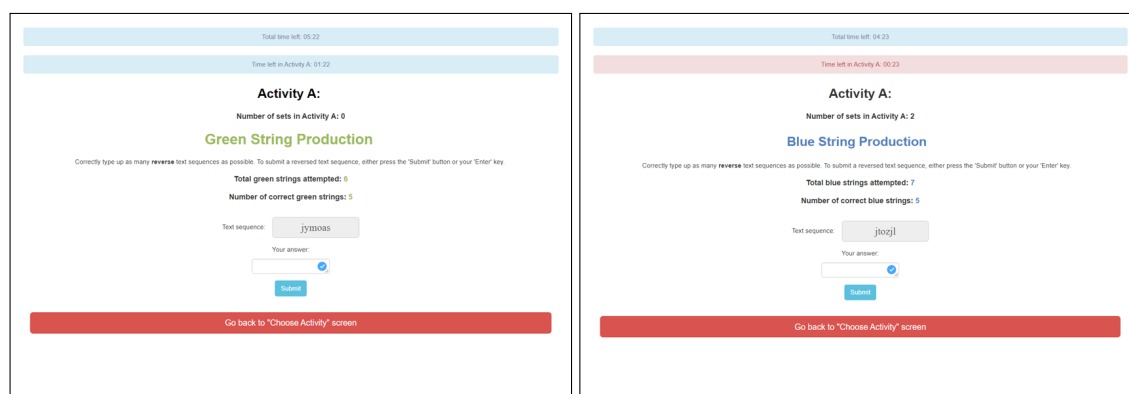 Total time left: 05:22
Time left in Activity A: 01:22
Activity A:
Number of sets in Activity A: 0
Green String Production
Correctly type up as many reverse text sequences as possible. To submit a reversed text sequence, either press the 'Submit' button or your 'Enter' key.
Total green strings attempted: 6
Number of correct green strings: 5
Text sequence: jymoas
Your answer:
Submit
Go back to "Choose Activity" screen
Total time left: 04:23
Time left in Activity A: 00:23
Activity A:
Number of sets in Activity A: 2
Blue String Production
Correctly type up as many reverse text sequences as possible. To submit a reversed text sequence, either press the 'Submit' button or your 'Enter' key.
Total blue strings attempted: 7
Number of correct blue strings: 5
Text sequence: jtozjl
Your answer:
Submit
Go back to "Choose Activity" screen